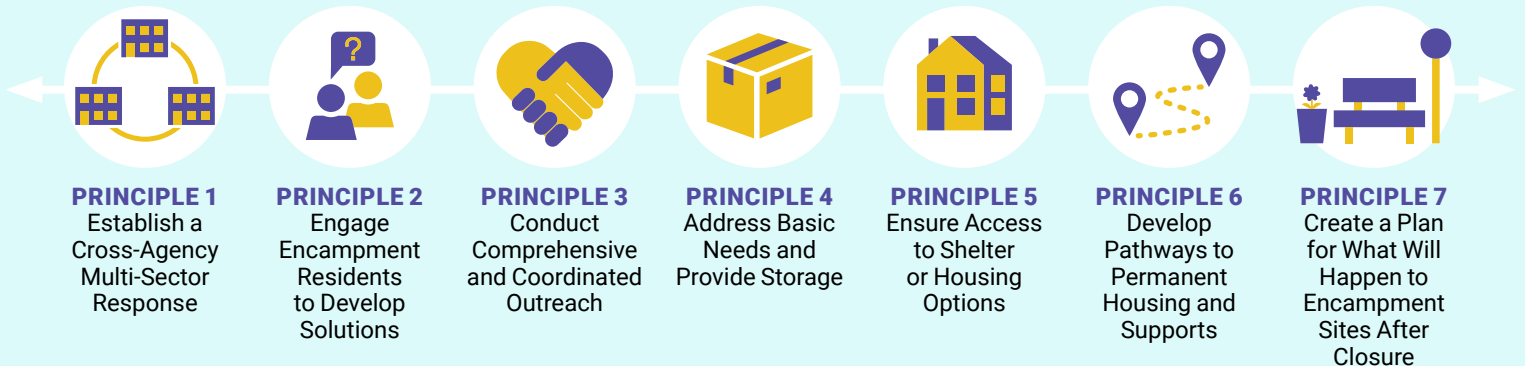 ?
PRINCIPLE 1
Establish a
Cross-Agency
Multi-Sector
Response
PRINCIPLE 2
Engage
Encampment
Residents
to Develop
Solutions
PRINCIPLE 3
Conduct
Comprehensive
and Coordinated
Outreach
PRINCIPLE 4
Address Basic
Needs and
Provide Storage
PRINCIPLE 5
Ensure Access
to Shelter
or Housing
Options
PRINCIPLE 6
Develop
Pathways to
Permanent
Housing and
Supports
PRINCIPLE 7
Create a Plan
for What Will
Happen to
Encampment
Sites After
Closure